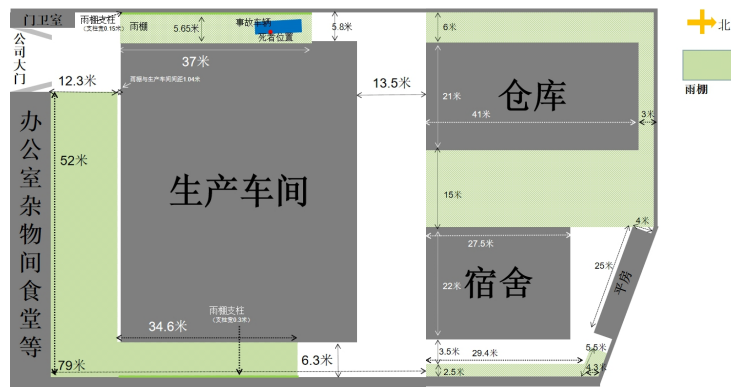 门卫室
雨棚支柱
(支柱宽0.15米)
雨棚
5.65米
事故车辆
死者位置
5.8米
6米
北
雨棚
公司大门
12.3米
37米
雨棚与生产车间间距1.04米
13.5米
21米
仓库
41米
3米
办公室杂物间食堂等
52米
生产车间
15米
4米
27.5米
25米
平房
宿舍
22米
雨棚支柱
(支柱宽0.3米)
34.6米
6.3米
3.5米
29.4米
5.5米
79米
2.5米
4.3米